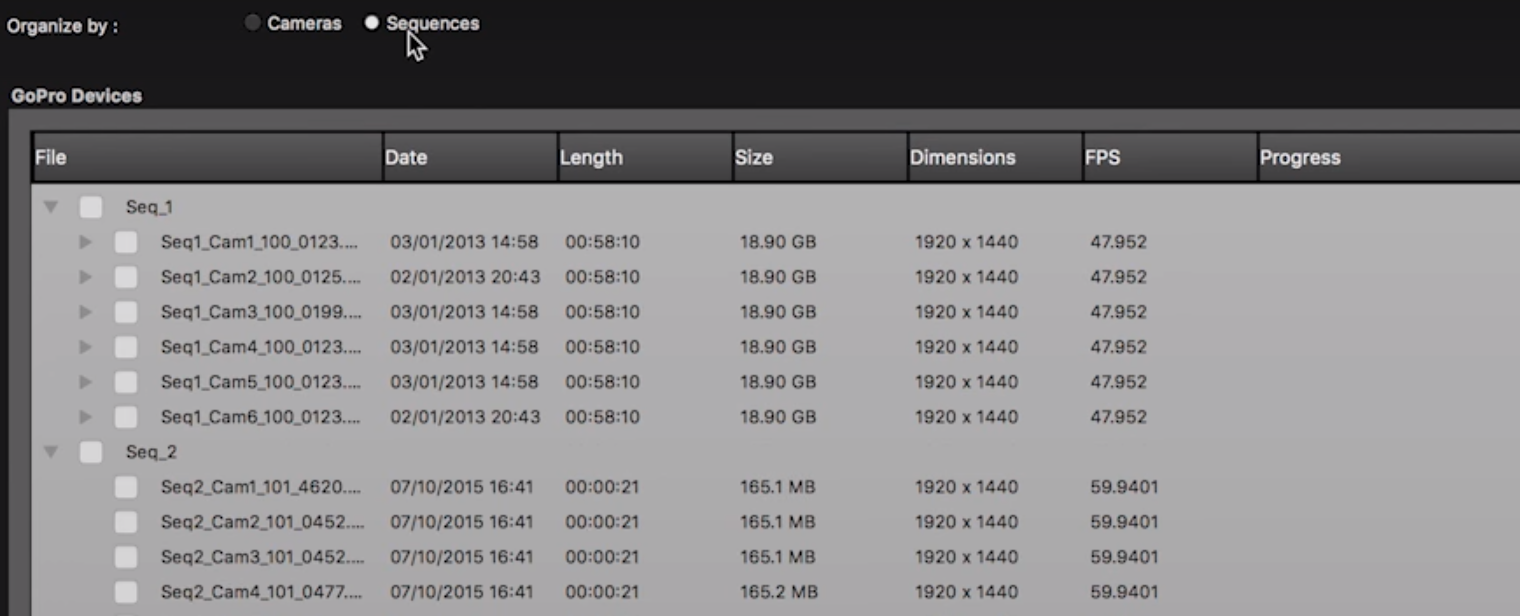 Organize by : Cameras Sequences
GoPro Devices
File Date Length Size Dimensions FPS Progress
Seq_1
Seq1_Cam1_100_0123.... 03/01/2013 14:58 00:58:10 18.90 GB 1920 x 1440 47.952
Seq1_Cam2_100_0125.... 02/01/2013 20:43 00:58:10 18.90 GB 1920 x 1440 47.952
Seq1_Cam3_100_0199.... 03/01/2013 14:58 00:58:10 18.90 GB 1920 x 1440 47.952
Seq1_Cam4_100_0123.... 03/01/2013 14:58 00:58:10 18.90 GB 1920 x 1440 47.952
Seq1_Cam5_100_0123.... 03/01/2013 14:58 00:58:10 18.90 GB 1920 x 1440 47.952
Seq1_Cam6_100_0123.... 02/01/2013 20:43 00:58:10 18.90 GB 1920 x 1440 47.952
Seq_2
Seq2_Cam1_101_4620.... 07/10/2015 16:41 00:00:21 165.1 MB 1920 x 1440 59.9401
Seq2_Cam2_101_0452.... 07/10/2015 16:41 00:00:21 165.1 MB 1920 x 1440 59.9401
Seq2_Cam3_101_0452.... 07/10/2015 16:41 00:00:21 165.1 MB 1920 x 1440 59.9401
Seq2_Cam4_101_0477.... 07/10/2015 16:41 00:00:21 165.2 MB 1920 x 1440 59.9401